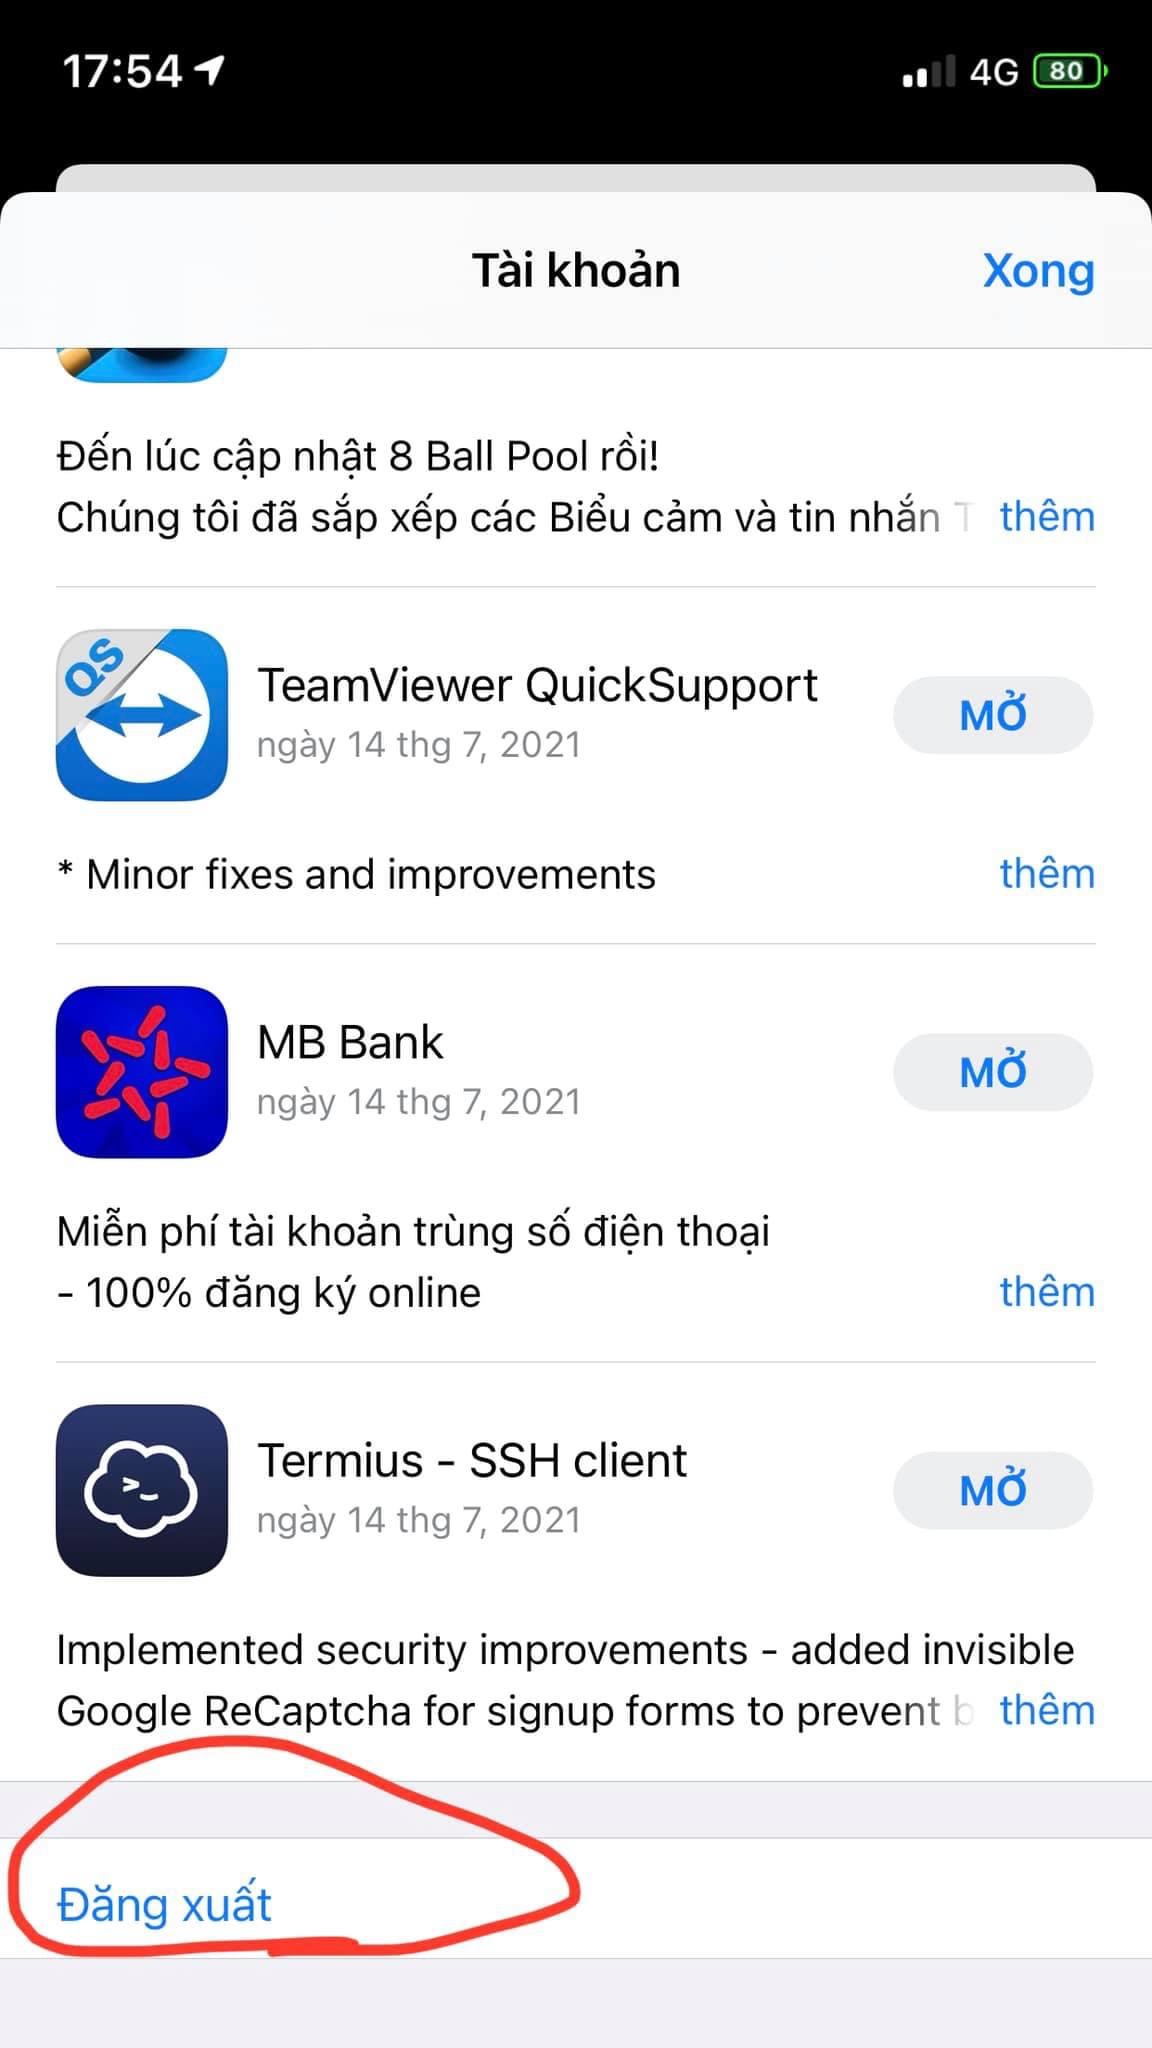 17:54
4G 80
Tài khoản
Xong
Đến lúc cập nhật 8 Ball Pool rồi!
Chúng tôi đã sắp xếp các Biểu cảm và tin nhắn T thêm
QS
TeamViewer QuickSupport
ngày 14 thg 7, 2021
MỞ
* Minor fixes and improvements thêm
MB Bank
ngày 14 thg 7, 2021
MỞ
Miễn phí tài khoản trùng số điện thoại
- 100% đăng ký online thêm
Termius - SSH client
ngày 14 thg 7, 2021
MỞ
Implemented security improvements - added invisible
Google ReCaptcha for signup forms to prevent b thêm
Đăng xuất